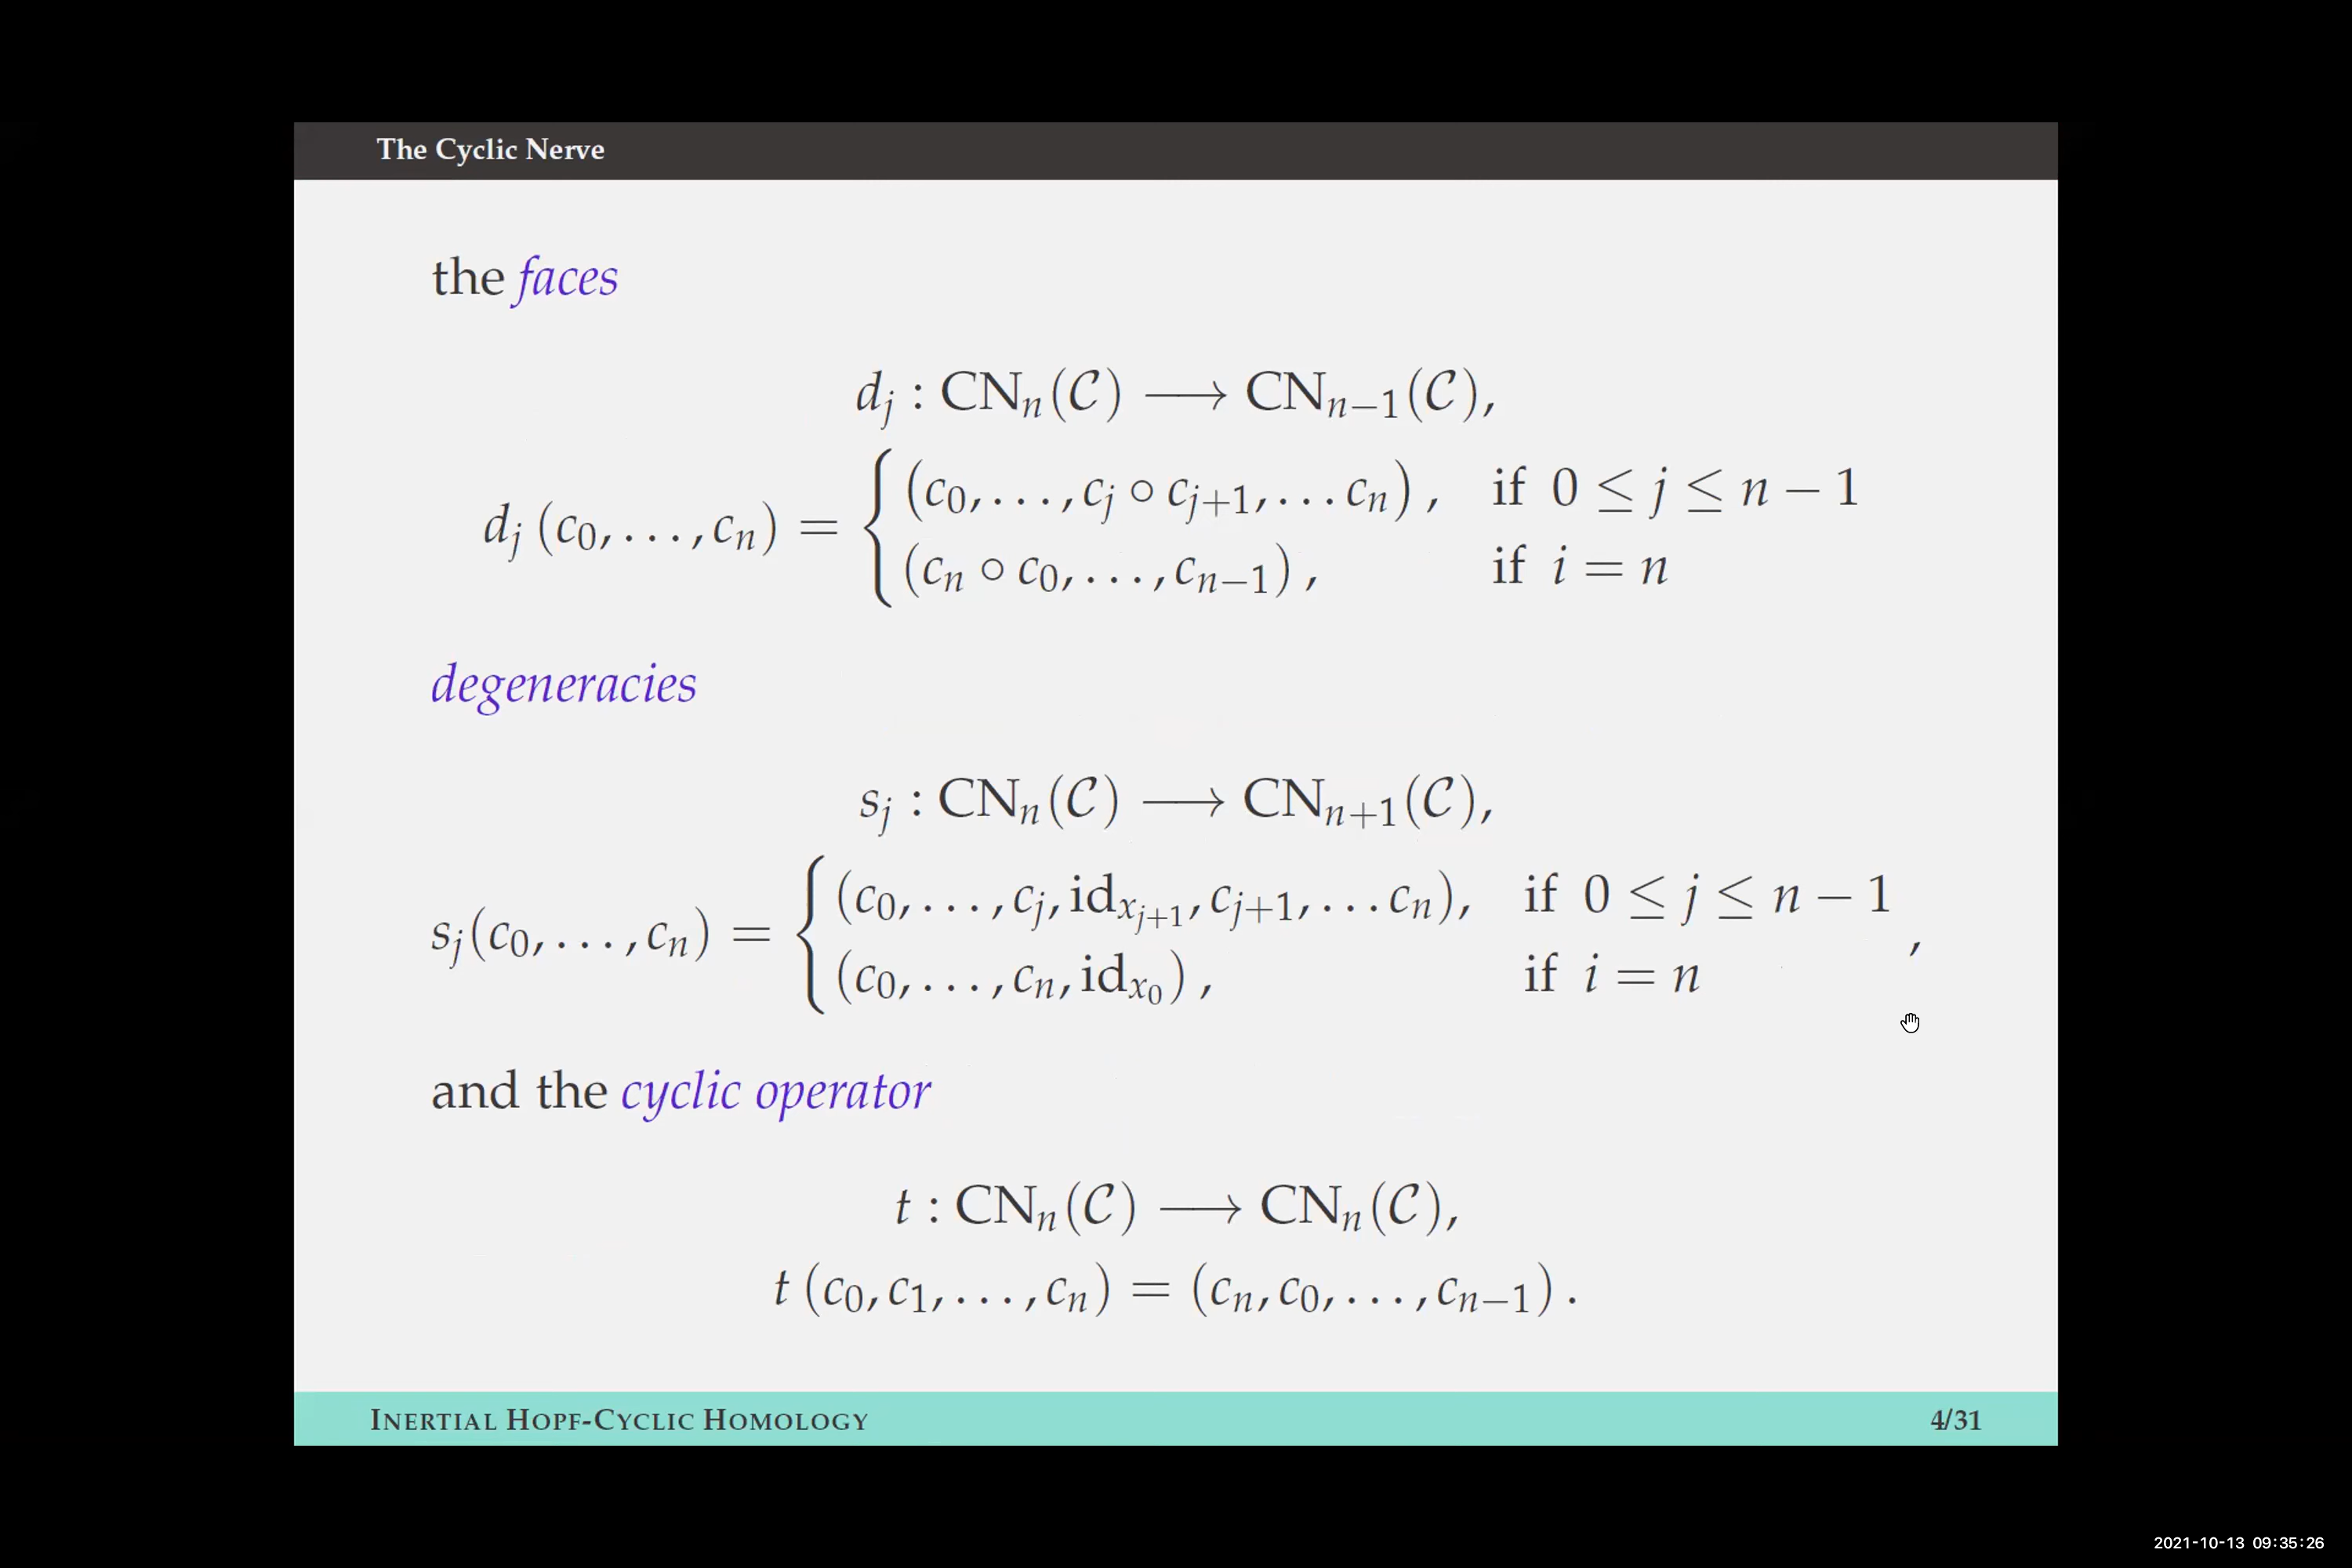 The Cyclic Nerve
the faces
d_j : CN_n(𝒞) ⟶ CN_{n−1}(𝒞),
d_j (c_0, . . . , c_n) = { (c_0, . . . , c_j ∘ c_{j+1}, . . . c_n) , if 0 ≤ j ≤ n − 1
(c_n ∘ c_0, . . . , c_{n−1}) , if i = n
degeneracies
s_j : CN_n(𝒞) ⟶ CN_{n+1}(𝒞),
s_j(c_0, . . . , c_n) = { (c_0, . . . , c_j, id_{x_{j+1}}, c_{j+1}, . . . c_n), if 0 ≤ j ≤ n − 1
(c_0, . . . , c_n, id_{x_0}) , if i = n ,
and the cyclic operator
t : CN_n(𝒞) ⟶ CN_n(𝒞),
t (c_0, c_1, . . . , c_n) = (c_n, c_0, . . . , c_{n−1}) .
INERTIAL HOPF-CYCLIC HOMOLOGY 4/31
2021-10-13 09:35:26